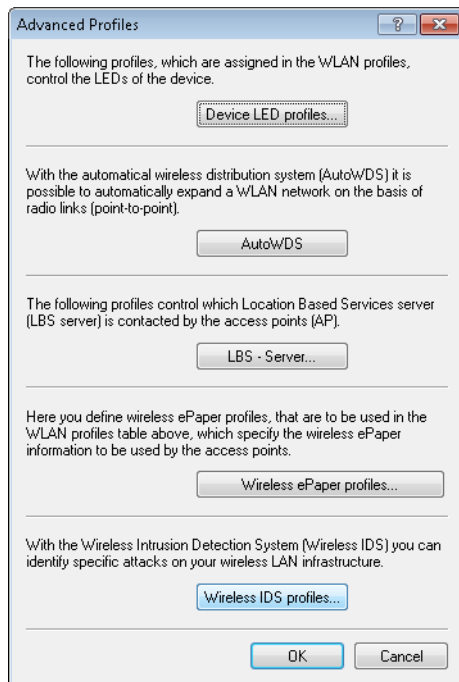 Advanced Profiles
?
The following profiles, which are assigned in the WLAN profiles,
control the LEDs of the device.
Device LED profiles...
With the automatical wireless distribution system (AutoWDS) it is
possible to automatically expand a WLAN network on the basis of
radio links (point-to-point).
AutoWDS
The following profiles control which Location Based Services server
(LBS server) is contacted by the access points (AP).
LBS - Server...
Here you define wireless ePaper profiles, that are to be used in the
WLAN profiles table above, which specify the wireless ePaper
information to be used by the access points.
Wireless ePaper profiles...
With the Wireless Intrusion Detection System (Wireless IDS) you can
identify specific attacks on your wireless LAN infrastructure.
Wireless IDS profiles...
OK Cancel